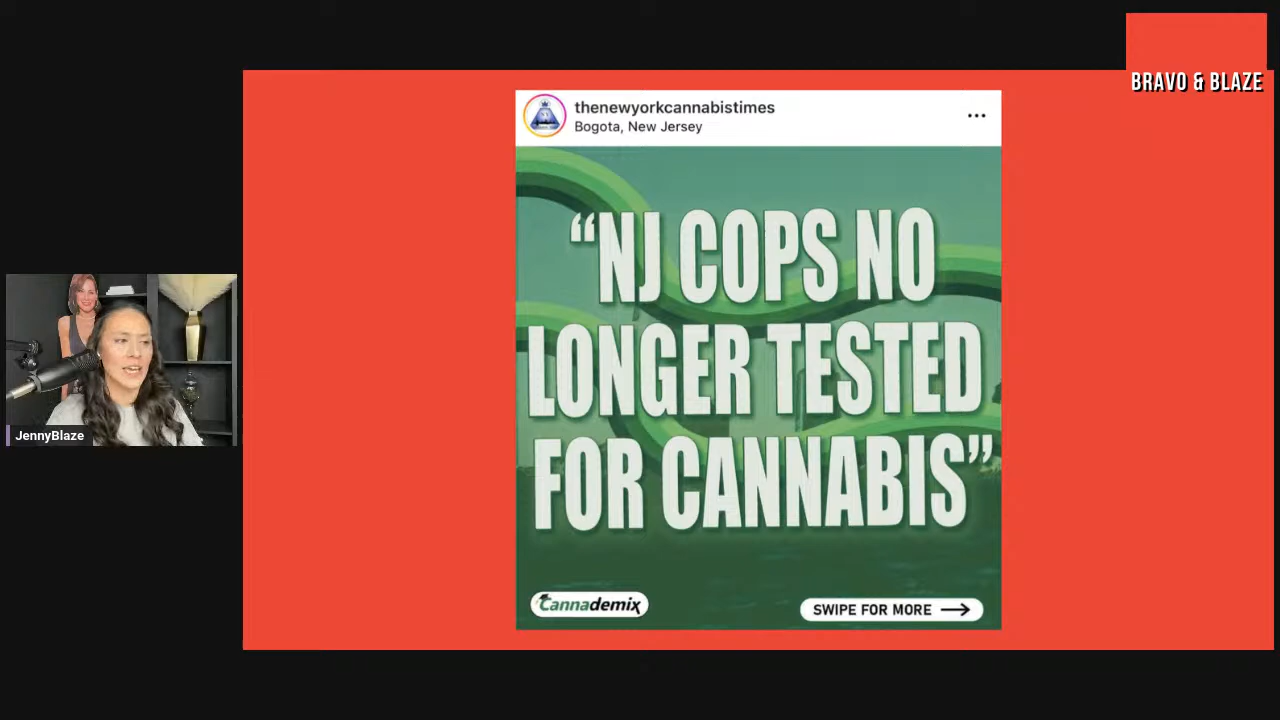 BRAVO & BLAZE
thenewyorkcannabistimes
Bogota, New Jersey
“NJ COPS NO
LONGER TESTED
FOR CANNABIS”
Cannademix
SWIPE FOR MORE
JennyBlaze